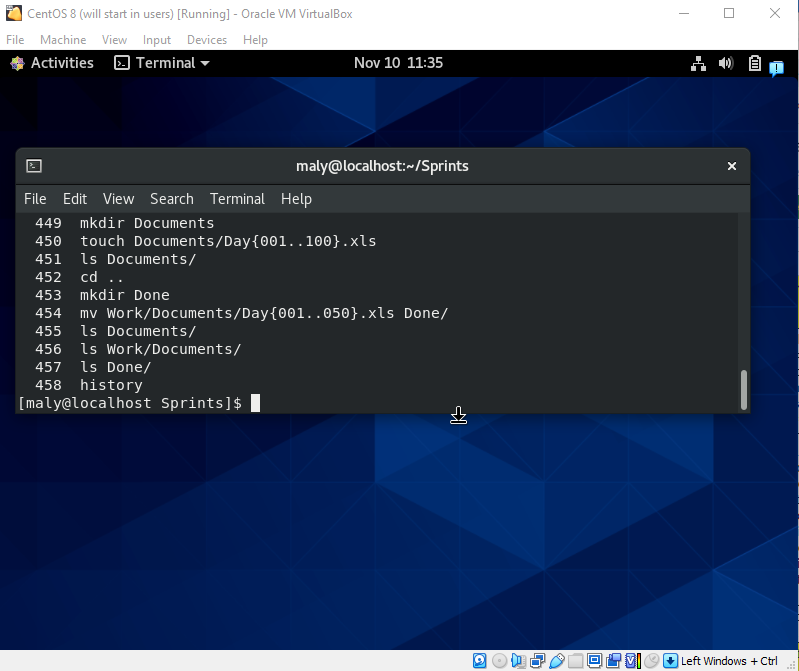 CentOS 8 (will start in users) [Running] - Oracle VM VirtualBox
File Machine View Input Devices Help
Activities Terminal Nov 10 11:35
maly@localhost:~/Sprints
File Edit View Search Terminal Help
449 mkdir Documents
450 touch Documents/Day{001..100}.xls
451 ls Documents/
452 cd ..
453 mkdir Done
454 mv Work/Documents/Day{001..050}.xls Done/
455 ls Documents/
456 ls Work/Documents/
457 ls Done/
458 history
[maly@localhost Sprints]$
Left Windows + Ctrl